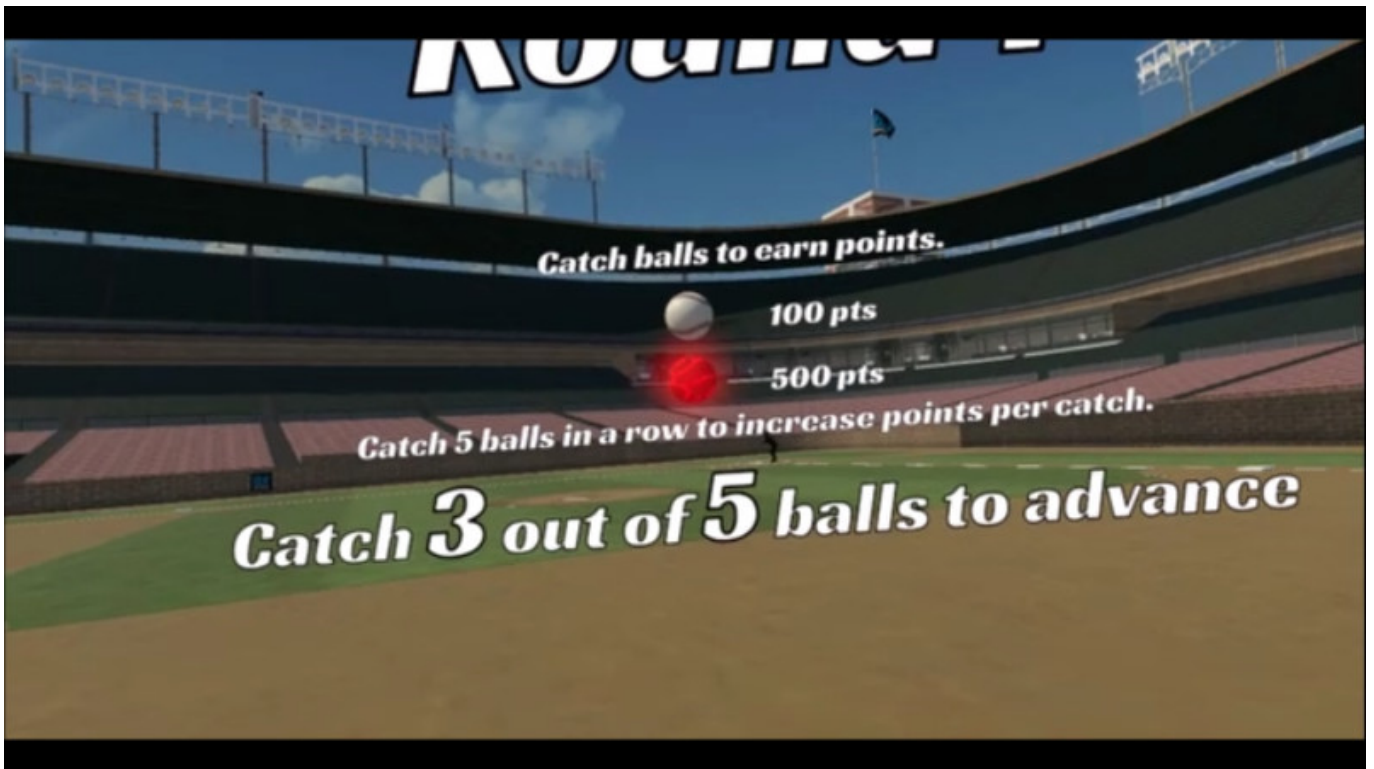 Round
Catch balls to earn points.
100 pts
500 pts
Catch 5 balls in a row to increase points per catch.
Catch 3 out of 5 balls to advance